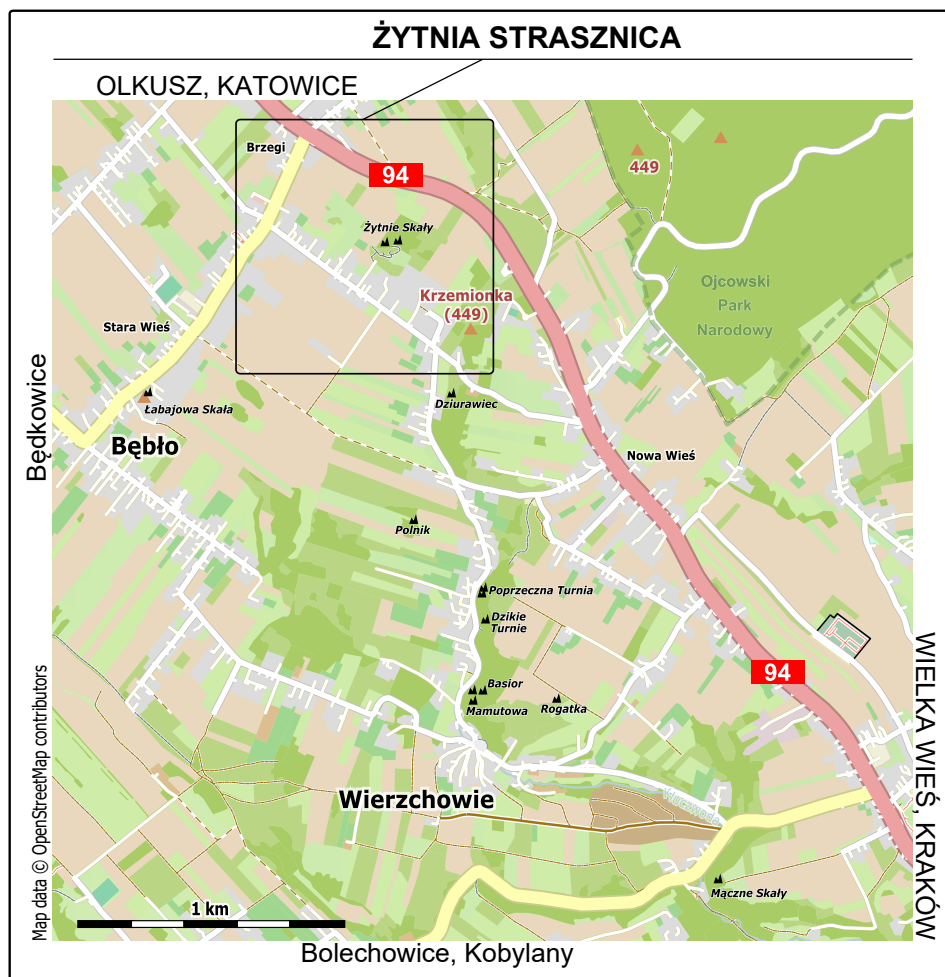 ŻYTNIA STRASZNICA
OLKUSZ, KATOWICE
Brzegi
94
449
Żytnie Skały
Ojcowski
Park
Narodowy
Krzemionka
(449)
Stara Wieś
Łabajowa Skała
Dziurawiec
Będkowice
Bębło
Nowa Wieś
Polnik
Poprzeczna Turnia
Dzikie
Turnie
94
Basior
Mamutowa
Rogatka
WIELKA WIEŚ, KRAKÓW
Wierzchowie
Mączne Skały
Map data © OpenStreetMap contributors
1 km
Bolechowice, Kobylany